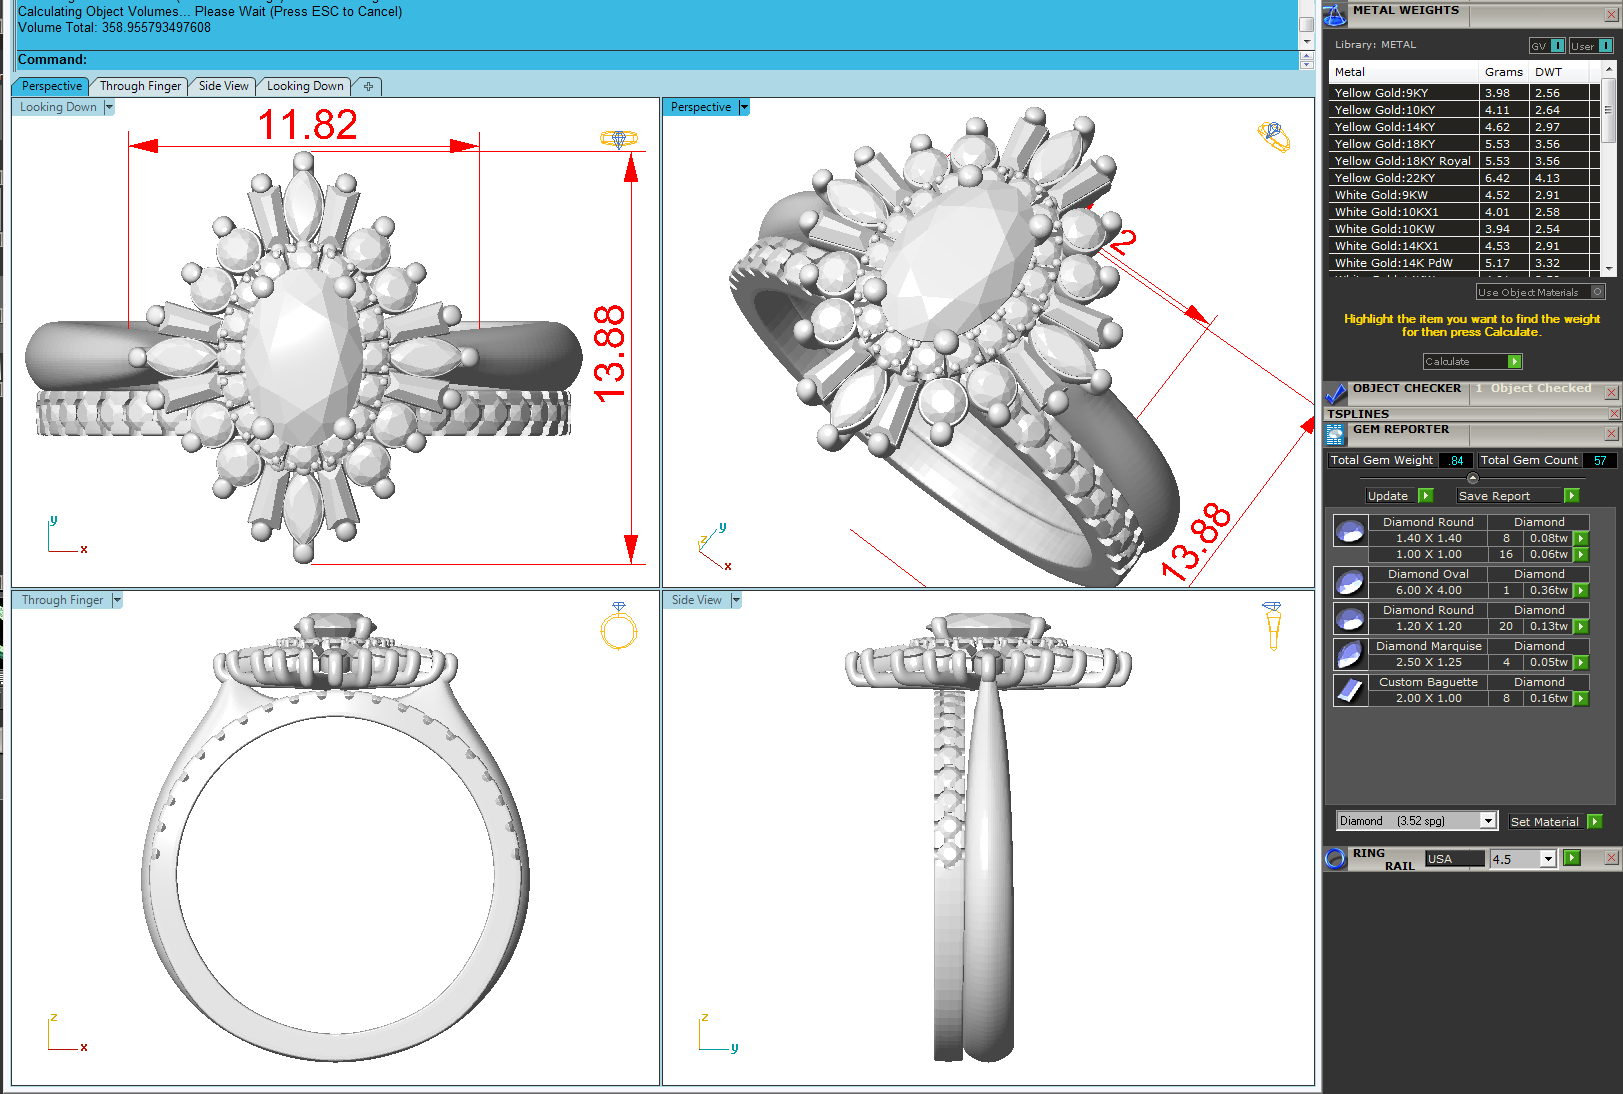 Calculating Object Volumes... Please Wait (Press ESC to Cancel)
Volume Total: 358.955793497608
Command:
Perspective Through Finger Side View Looking Down
Looking Down
11.82
13.88
Perspective
2
13.88
Through Finger
Side View
y
x
y
z
x
z
x
z
y
METAL WEIGHTS
Library: METAL GV User
Metal Grams DWT
Yellow Gold:9KY 3.98 2.56
Yellow Gold:10KY 4.11 2.64
Yellow Gold:14KY 4.62 2.97
Yellow Gold:18KY 5.53 3.56
Yellow Gold:18KY Royal 5.53 3.56
Yellow Gold:22KY 6.42 4.13
White Gold:9KW 4.52 2.91
White Gold:10KX1 4.01 2.58
White Gold:10KW 3.94 2.54
White Gold:14KX1 4.53 2.91
White Gold:14K PdW 5.17 3.32
Use Object Materials
Highlight the item you want to find the weight
for then press Calculate.
Calculate
OBJECT CHECKER 1 Object Checked
TSPLINES
GEM REPORTER
Total Gem Weight .84 Total Gem Count 57
Update Save Report
Diamond Round Diamond
1.40 X 1.40 8 0.08tw
1.00 X 1.00 16 0.06tw
Diamond Oval Diamond
6.00 X 4.00 1 0.36tw
Diamond Round Diamond
1.20 X 1.20 20 0.13tw
Diamond Marquise Diamond
2.50 X 1.25 4 0.05tw
Custom Baguette Diamond
2.00 X 1.00 8 0.16tw
Diamond (3.52 spg) Set Material
RING RAIL USA 4.5